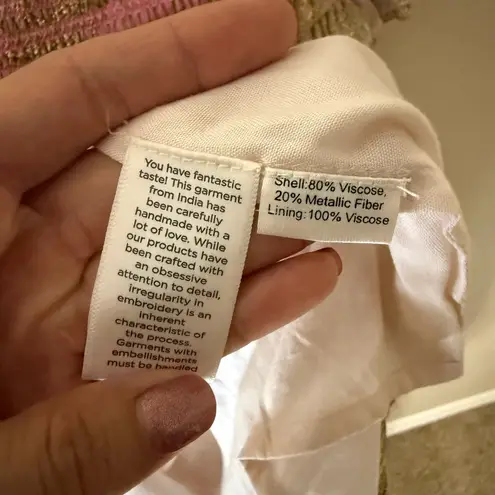 You have fantastic
taste! This garment
from India has
been carefully
handmade with a
lot of love. While
our products have
been crafted with
an obsessive
attention to detail,
irregularity in
embroidery is an
inherent
characteristic of
the process.
Garments with
embellishments
must be handled
Shell:80% Viscose,
20% Metallic Fiber
Lining:100% Viscose